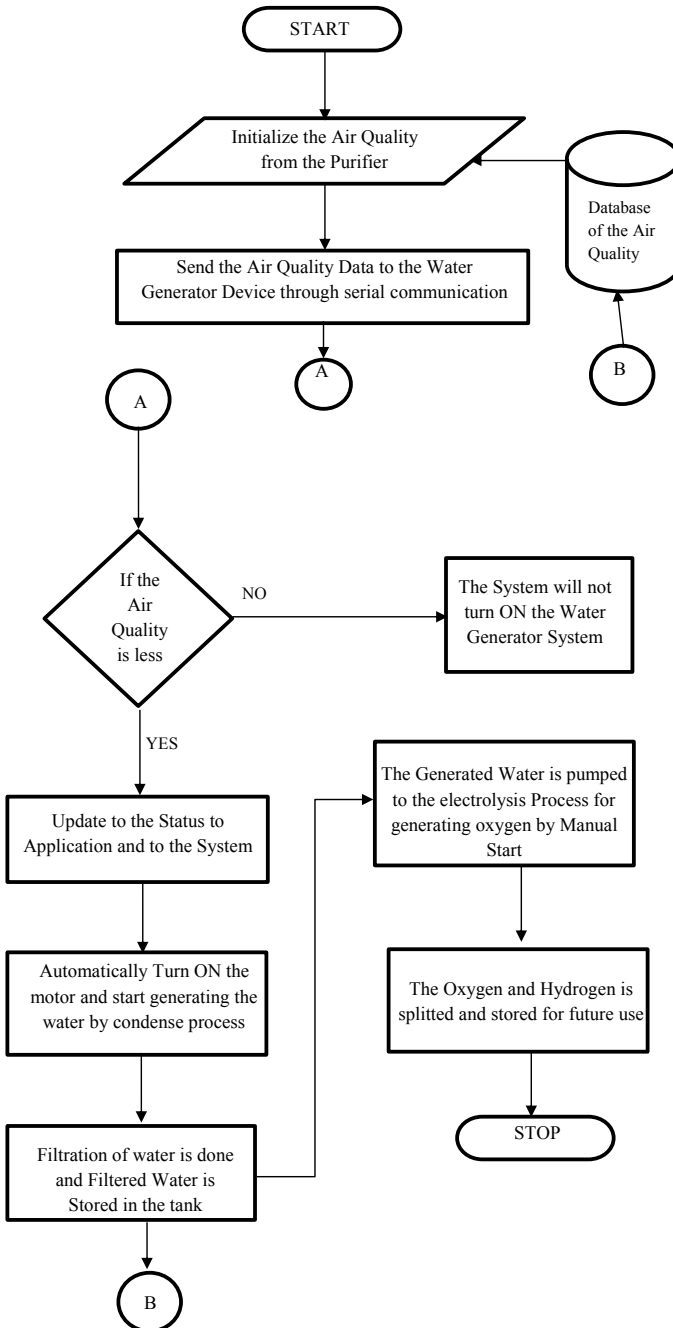 START
Initialize the Air Quality
from the Purifier
Database
of the Air
Quality
Send the Air Quality Data to the Water
Generator Device through serial communication
A
B
A
If the
Air
Quality
is less
NO
The System will not
turn ON the Water
Generator System
YES
Update to the Status to
Application and to the System
Automatically Turn ON the
motor and start generating the
water by condense process
Filtration of water is done
and Filtered Water is
Stored in the tank
B
The Generated Water is pumped
to the electrolysis Process for
generating oxygen by Manual
Start
The Oxygen and Hydrogen is
splitted and stored for future use
STOP